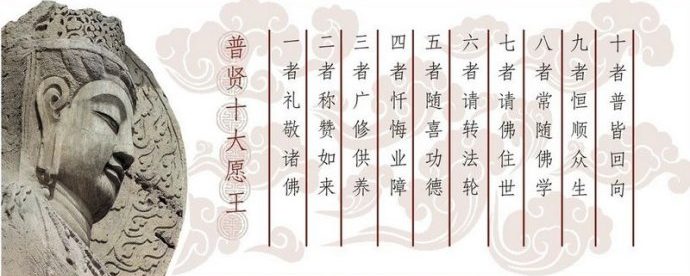 普贤十大愿王
一者礼敬诸佛
二者称赞如来
三者广修供养
四者忏悔业障
五者随喜功德
六者请转法轮
七者请佛住世
八者常随佛学
九者恒顺众生
十者普皆回向